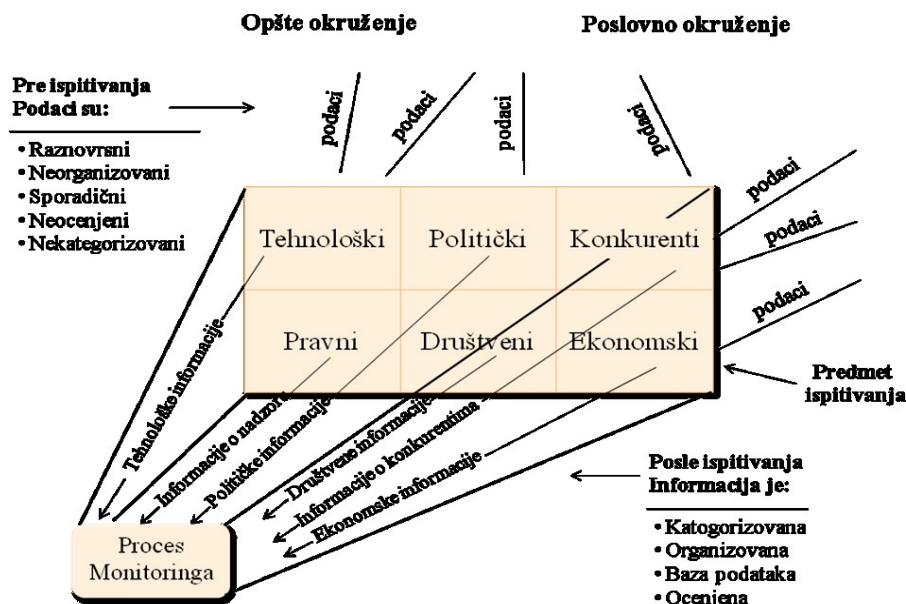 Opšte okruženje
Poslovno okruženje
Pre ispitivanja
Podaci su:
• Raznovrsni
• Neorganizovani
• Sporadični
• Neocenjeni
• Nekategorizovani
podaci
podaci
podaci
podaci
podaci
podaci
podaci
Tehnološki
Politički
Konkurenti
Pravni
Društveni
Ekonomski
Predmet
ispitivanja
Tehnološke informacije
Informacije o nadzoru
Političke informacije
Društvene informacije
Informacije o konkurentima
Ekonomske informacije
Proces
Monitoringa
Posle ispitivanja
Informacija je:
• Katogorizovana
• Organizovana
• Baza podataka
• Ocenjena